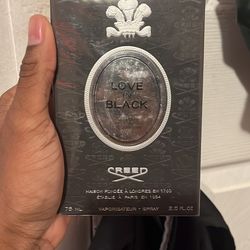 LOVE
IN
BLACK
CREED
MAISON FONDÉE À LONDRES EN 1760
ÉTABLIE À PARIS EN 1854
75 ML
VAPORISATEUR • SPRAY
2.5 FL.OZ